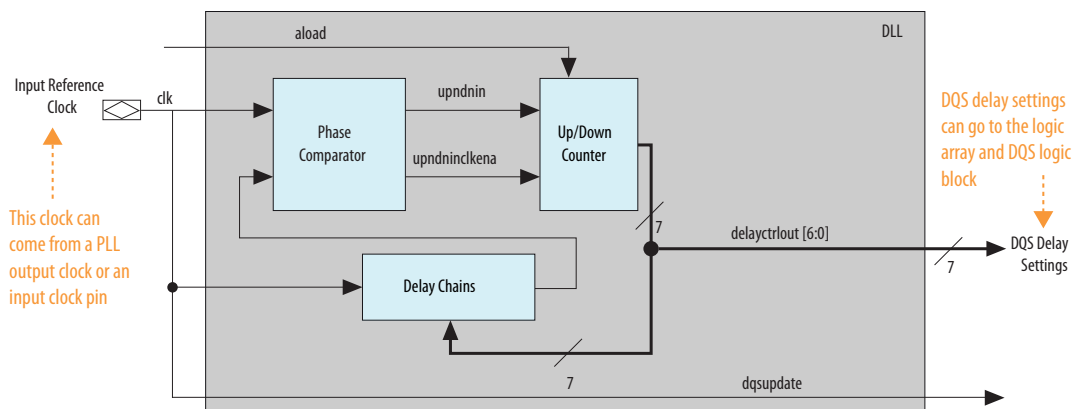 aload
DLL
Input Reference
Clock
clk
upndnin
Phase
Comparator
Up/Down
Counter
upndninclkena
DQS delay settings
can go to the logic
array and DQS logic
block
This clock can
come from a PLL
output clock or an
input clock pin
7
delayctrlout [6:0]
7
DQS Delay
Settings
Delay Chains
7
dqsupdate